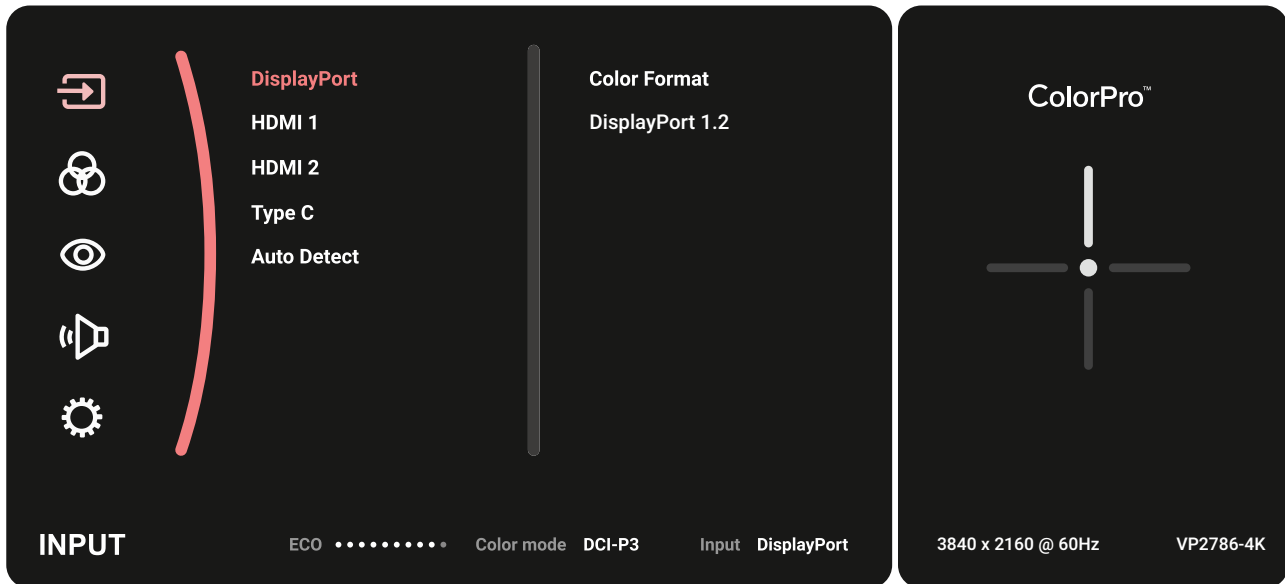 DisplayPort
HDMI 1
HDMI 2
Type C
Auto Detect
Color Format
DisplayPort 1.2
INPUT
ECO
Color mode DCI-P3
Input DisplayPort
ColorPro™
3840 x 2160 @ 60Hz
VP2786-4K